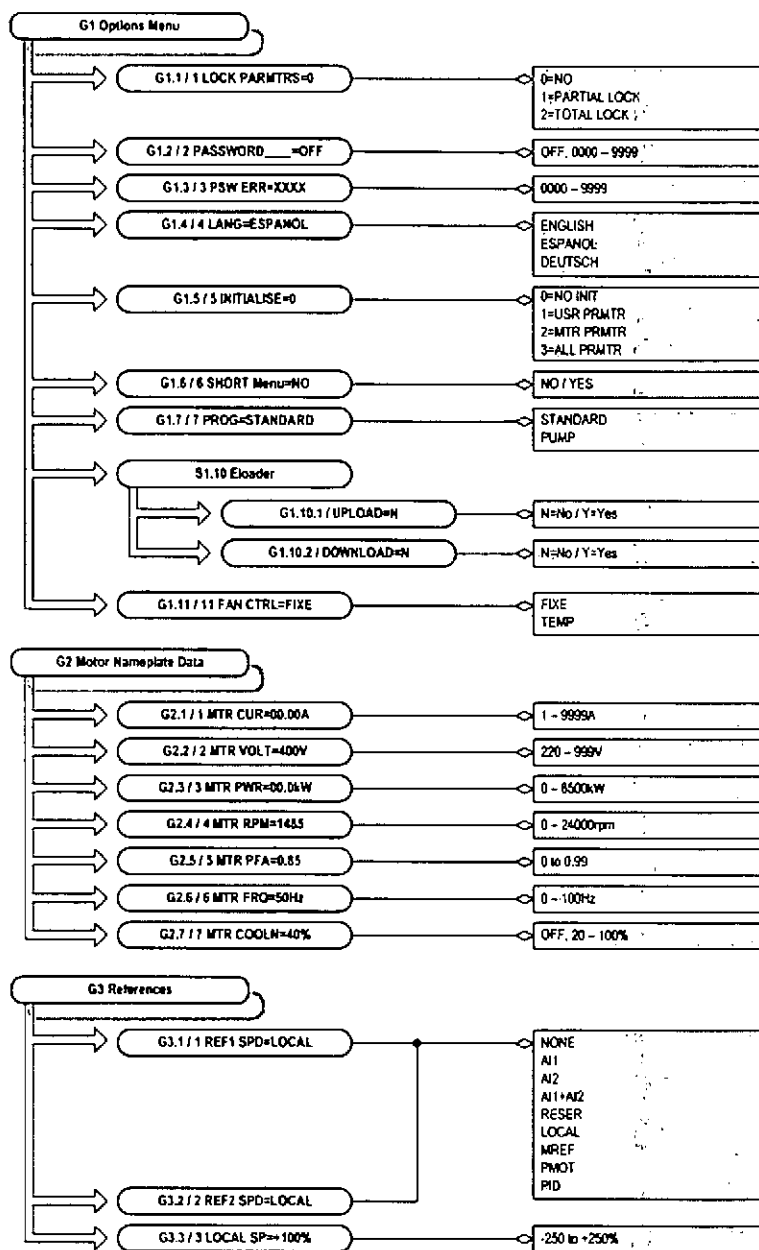 G1 Options Menu
G1.1 / 1 LOCK PARMTRS=0
0=NO
1=PARTIAL LOCK
2=TOTAL LOCK
G1.2 / 2 PASSWORD____=OFF
OFF, 0000 – 9999
G1.3 / 3 PSW ERR=XXXX
0000 – 9999
G1.4 / 4 LANG=ESPANOL
ENGLISH
ESPANOL
DEUTSCH
G1.5 / 5 INITIALISE=0
0=NO INIT
1=USR PRMTR
2=MTR PRMTR
3=ALL PRMTR
G1.6 / 6 SHORT Menu=NO
NO / YES
G1.7 / 7 PROG=STANDARD
STANDARD
PUMP
S1.10 Eloader
G1.10.1 / UPLOAD=N
N=No / Y=Yes
G1.10.2 / DOWNLOAD=N
N=No / Y=Yes
G1.11 / 11 FAN CTRL=FIXE
FIXE
TEMP
G2 Motor Nameplate Data
G2.1 / 1 MTR CUR=00.00A
1 – 9999A
G2.2 / 2 MTR VOLT=400V
220 – 999V
G2.3 / 3 MTR PWR=00.0kW
0 – 6500kW
G2.4 / 4 MTR RPM=1485
0 – 24000rpm
G2.5 / 5 MTR PFA=0.85
0 to 0.99
G2.6 / 6 MTR FRQ=50Hz
0 – 100Hz
G2.7 / 7 MTR COOLN=40%
OFF, 20 – 100%
G3 References
G3.1 / 1 REF1 SPD=LOCAL
NONE
AI1
AI2
AI1+AI2
RESER
LOCAL
MREF
PMOT
PID
G3.2 / 2 REF2 SPD=LOCAL
G3.3 / 3 LOCAL SP=+100%
-250 to +250%